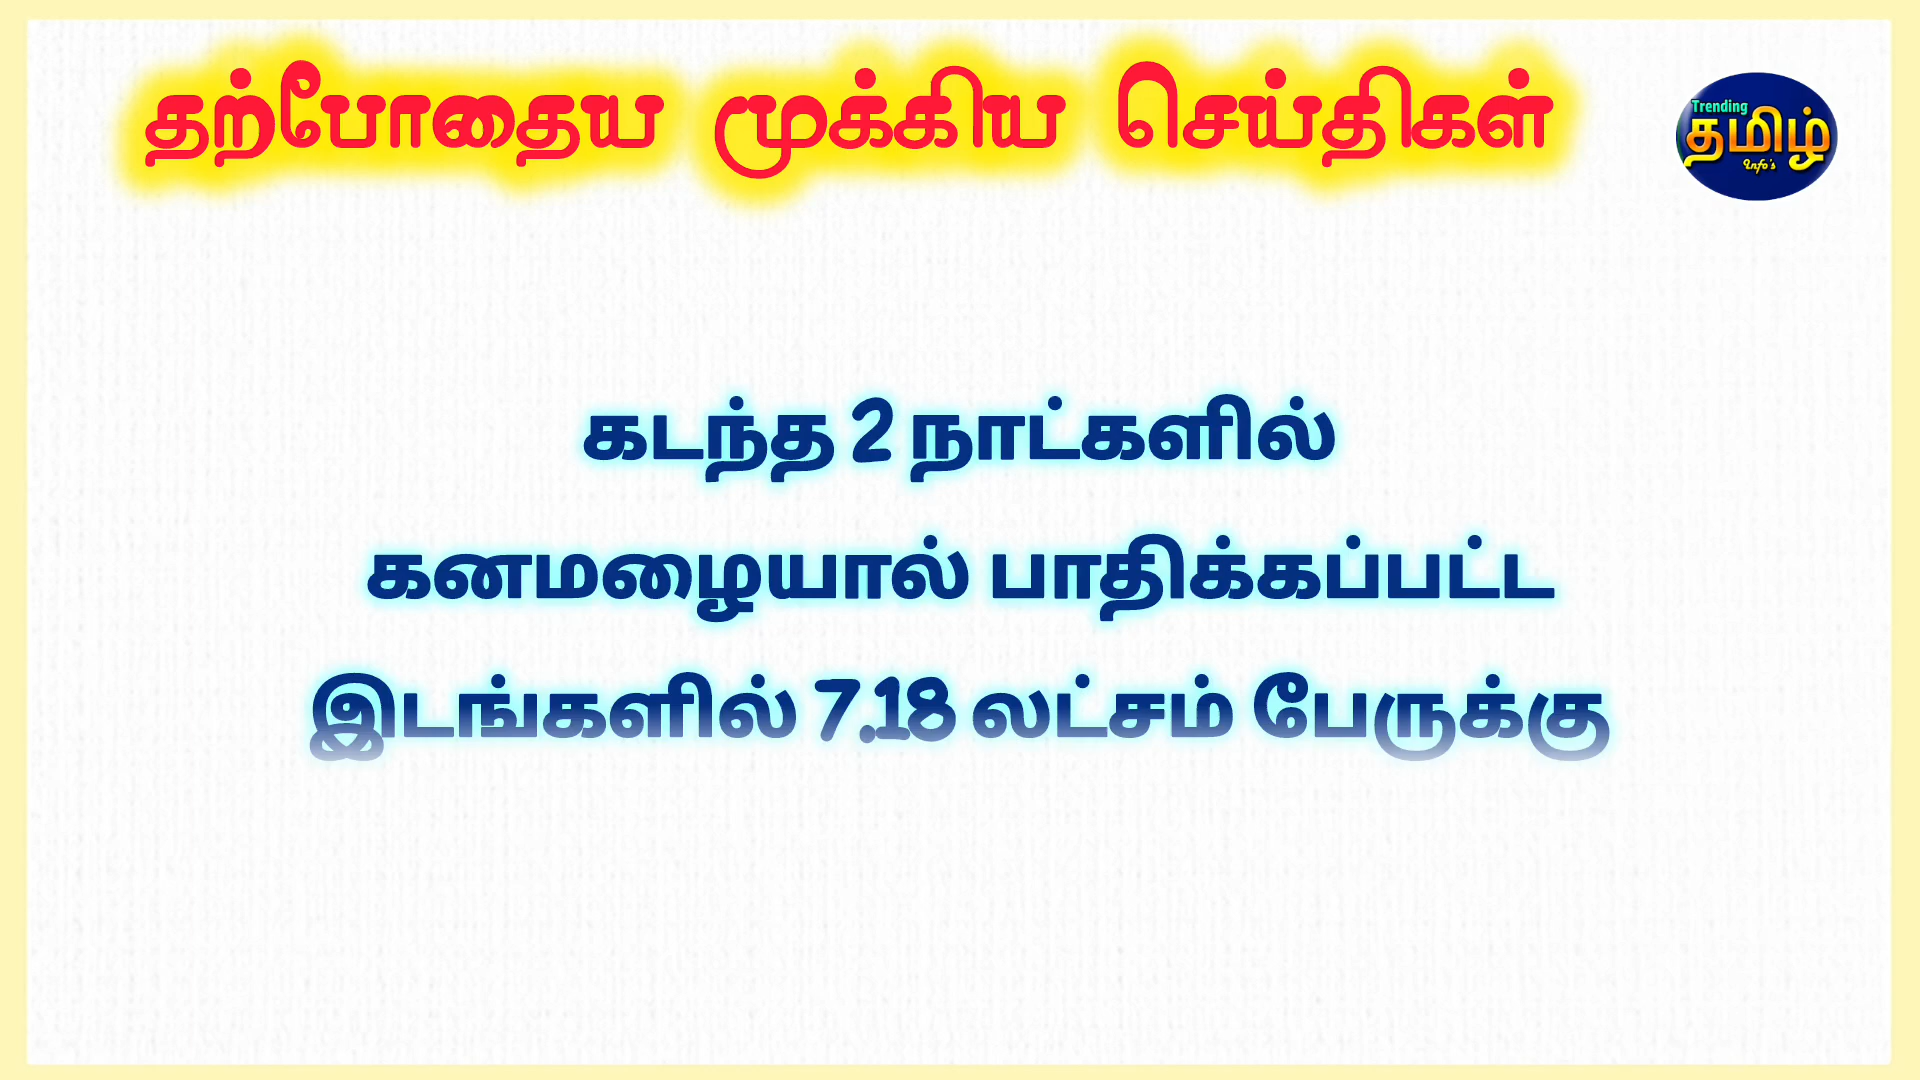 தற்போதைய முக்கிய செய்திகள்
Trending
தமிழ்
Info's
கடந்த 2 நாட்களில்
கனமழையால் பாதிக்கப்பட்ட
இடங்களில் 7.18 லட்சம் பேருக்கு